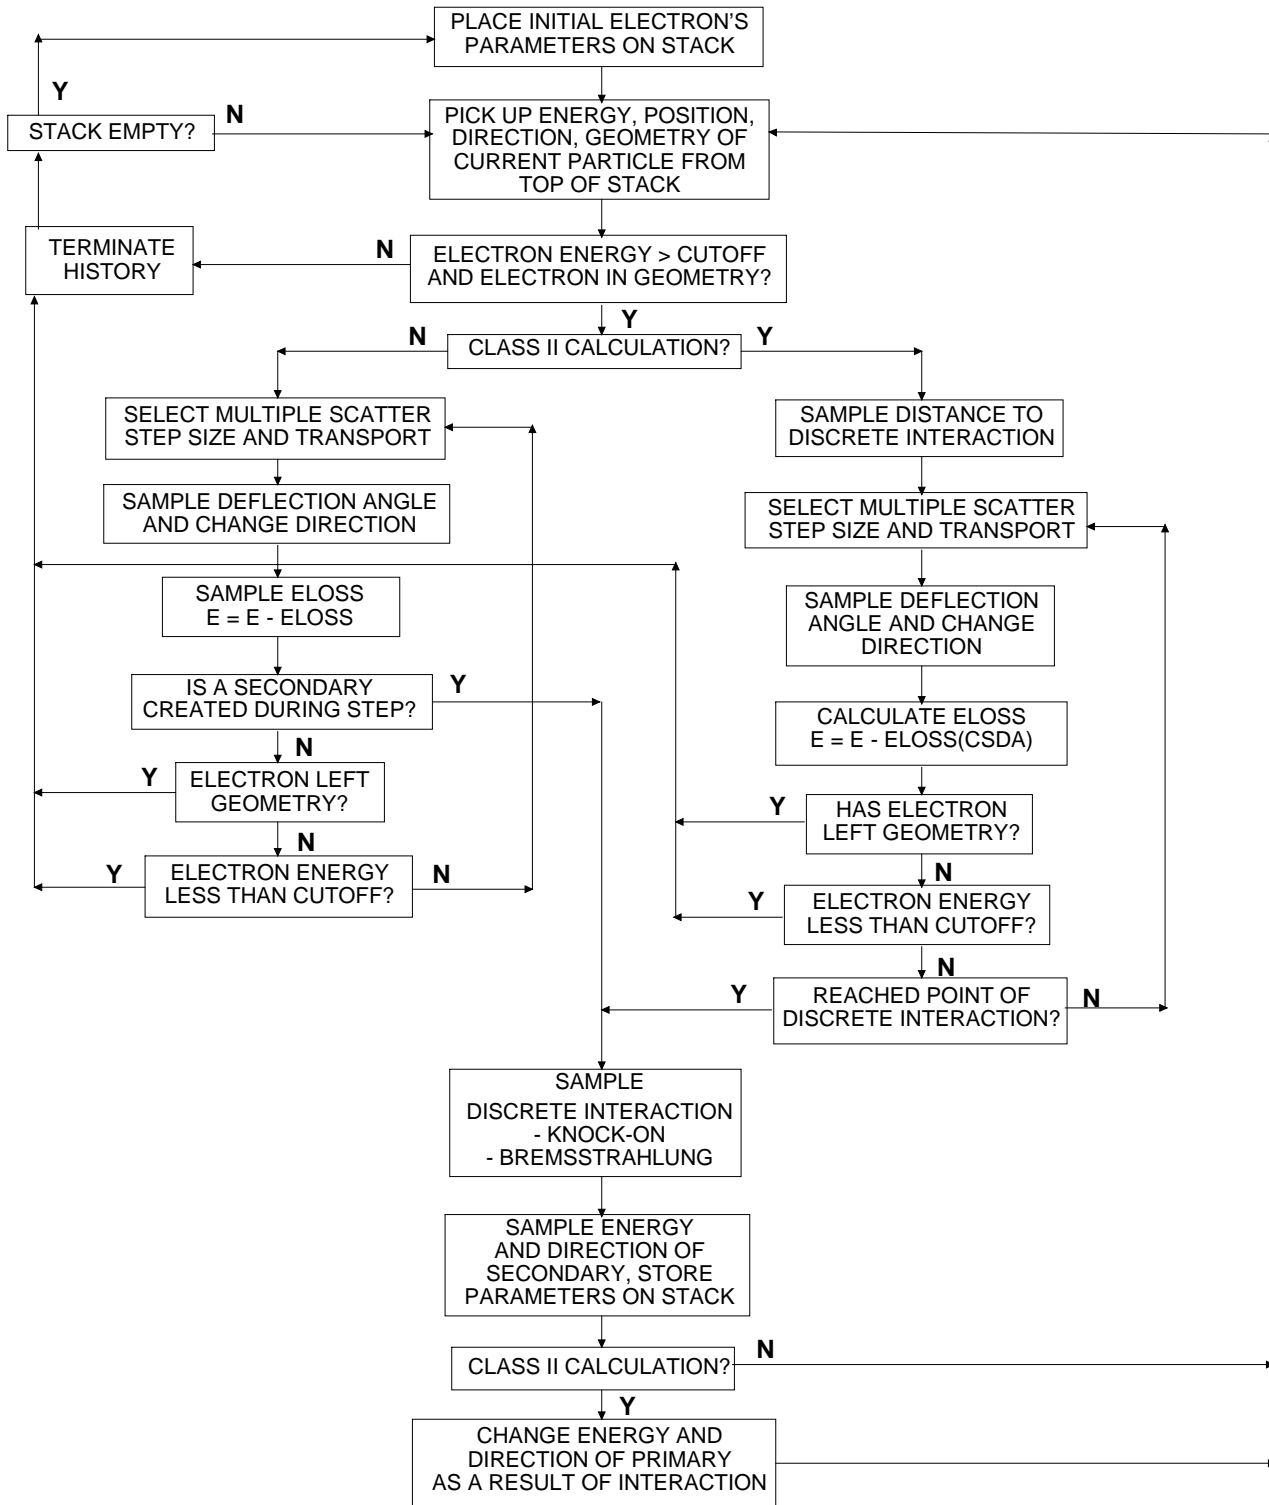 PLACE INITIAL ELECTRON'S
PARAMETERS ON STACK
Y
STACK EMPTY?
N
PICK UP ENERGY, POSITION,
DIRECTION, GEOMETRY OF
CURRENT PARTICLE FROM
TOP OF STACK
TERMINATE
HISTORY
N
ELECTRON ENERGY > CUTOFF
AND ELECTRON IN GEOMETRY?
Y
N
CLASS II CALCULATION?
Y
SELECT MULTIPLE SCATTER
STEP SIZE AND TRANSPORT
SAMPLE DEFLECTION ANGLE
AND CHANGE DIRECTION
SAMPLE ELOSS
E = E - ELOSS
IS A SECONDARY
CREATED DURING STEP?
Y
N
Y
ELECTRON LEFT
GEOMETRY?
N
Y
ELECTRON ENERGY
LESS THAN CUTOFF?
N
SAMPLE DISTANCE TO
DISCRETE INTERACTION
SELECT MULTIPLE SCATTER
STEP SIZE AND TRANSPORT
SAMPLE DEFLECTION
ANGLE AND CHANGE
DIRECTION
CALCULATE ELOSS
E = E - ELOSS(CSDA)
Y
HAS ELECTRON
LEFT GEOMETRY?
N
Y
ELECTRON ENERGY
LESS THAN CUTOFF?
N
Y
REACHED POINT OF
DISCRETE INTERACTION?
N
SAMPLE
DISCRETE INTERACTION
- KNOCK-ON
- BREMSSTRAHLUNG
SAMPLE ENERGY
AND DIRECTION OF
SECONDARY, STORE
PARAMETERS ON STACK
CLASS II CALCULATION?
N
Y
CHANGE ENERGY AND
DIRECTION OF PRIMARY
AS A RESULT OF INTERACTION